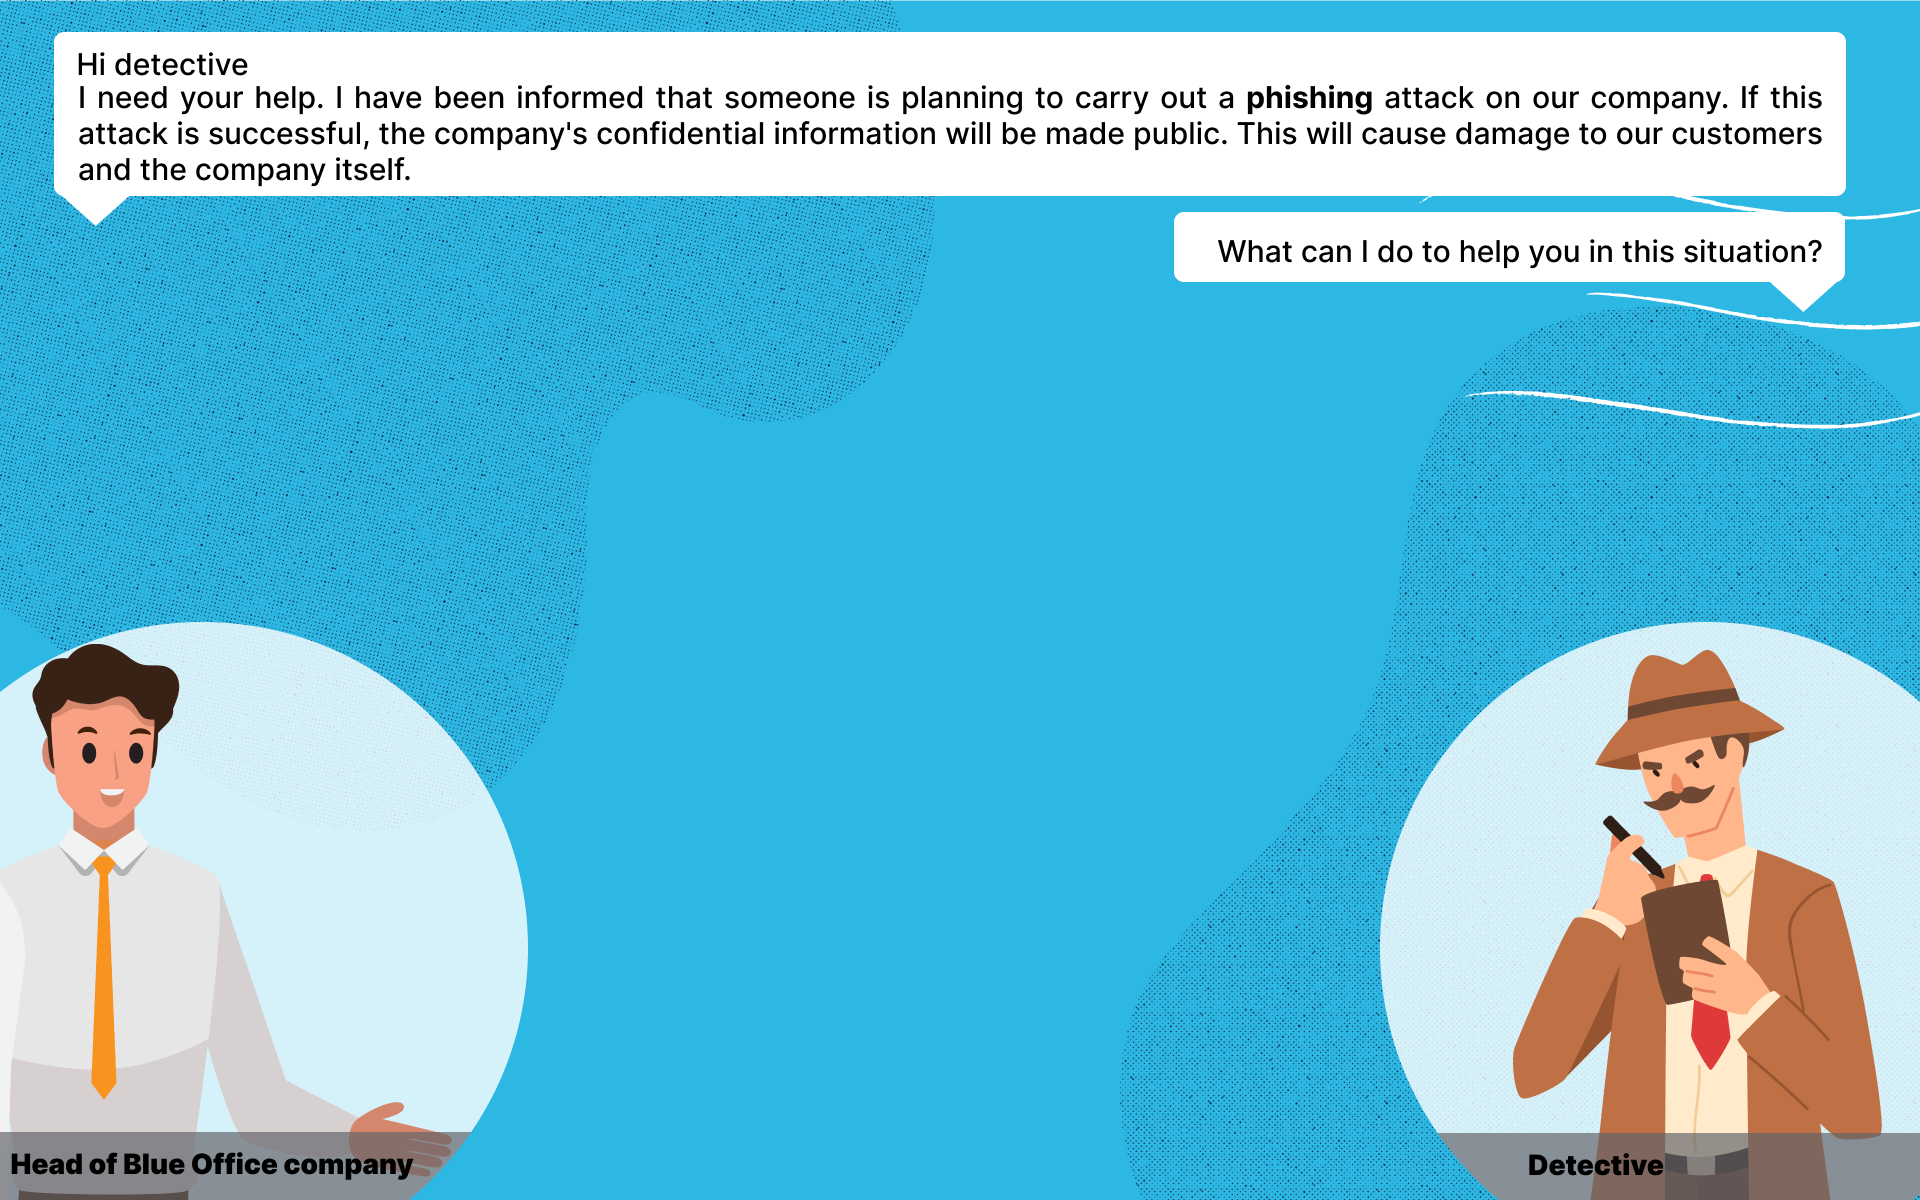 Hi detective
I need your help. I have been informed that someone is planning to carry out a phishing attack on our company. If this
attack is successful, the company's confidential information will be made public. This will cause damage to our customers
and the company itself.
What can I do to help you in this situation?
Head of Blue Office company
Detective